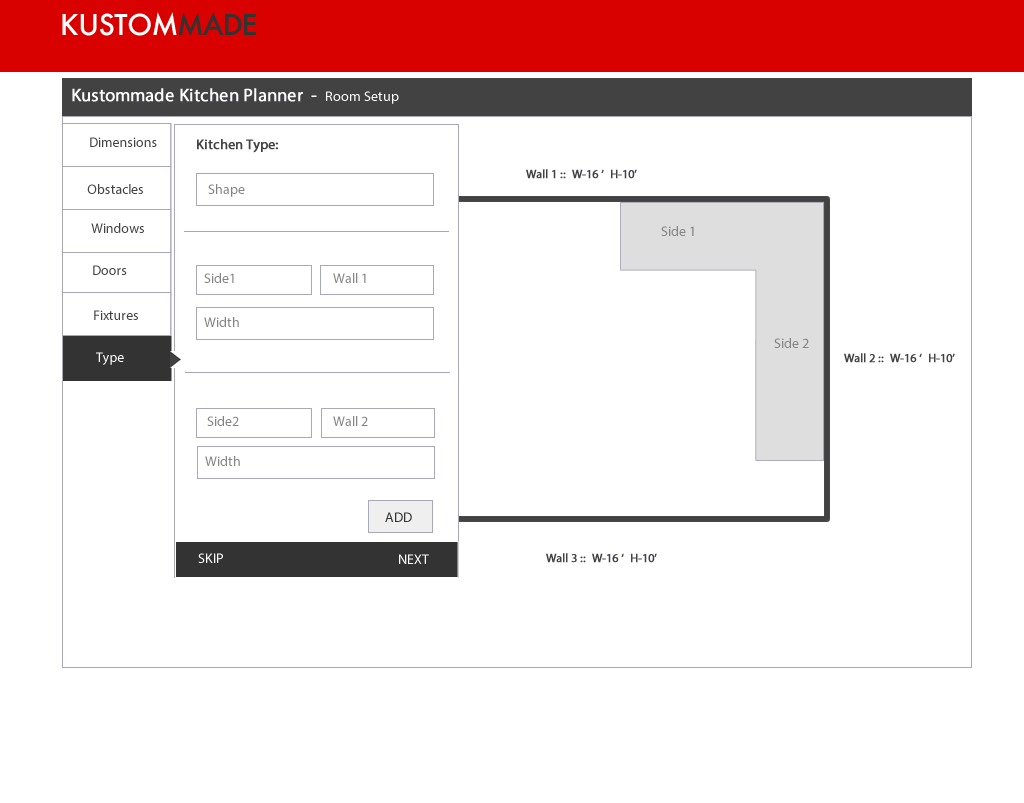 KUSTOMMADE
Kustommade Kitchen Planner - Room Setup
Dimensions
Obstacles
Windows
Doors
Fixtures
Type
Kitchen Type:
Shape
Side1
Wall 1
Width
Side2
Wall 2
Width
ADD
SKIP
NEXT
Wall 1 :: W-16 ‘ H-10’
Side 1
Side 2
Wall 2 :: W-16 ‘ H-10’
Wall 3 :: W-16 ‘ H-10’